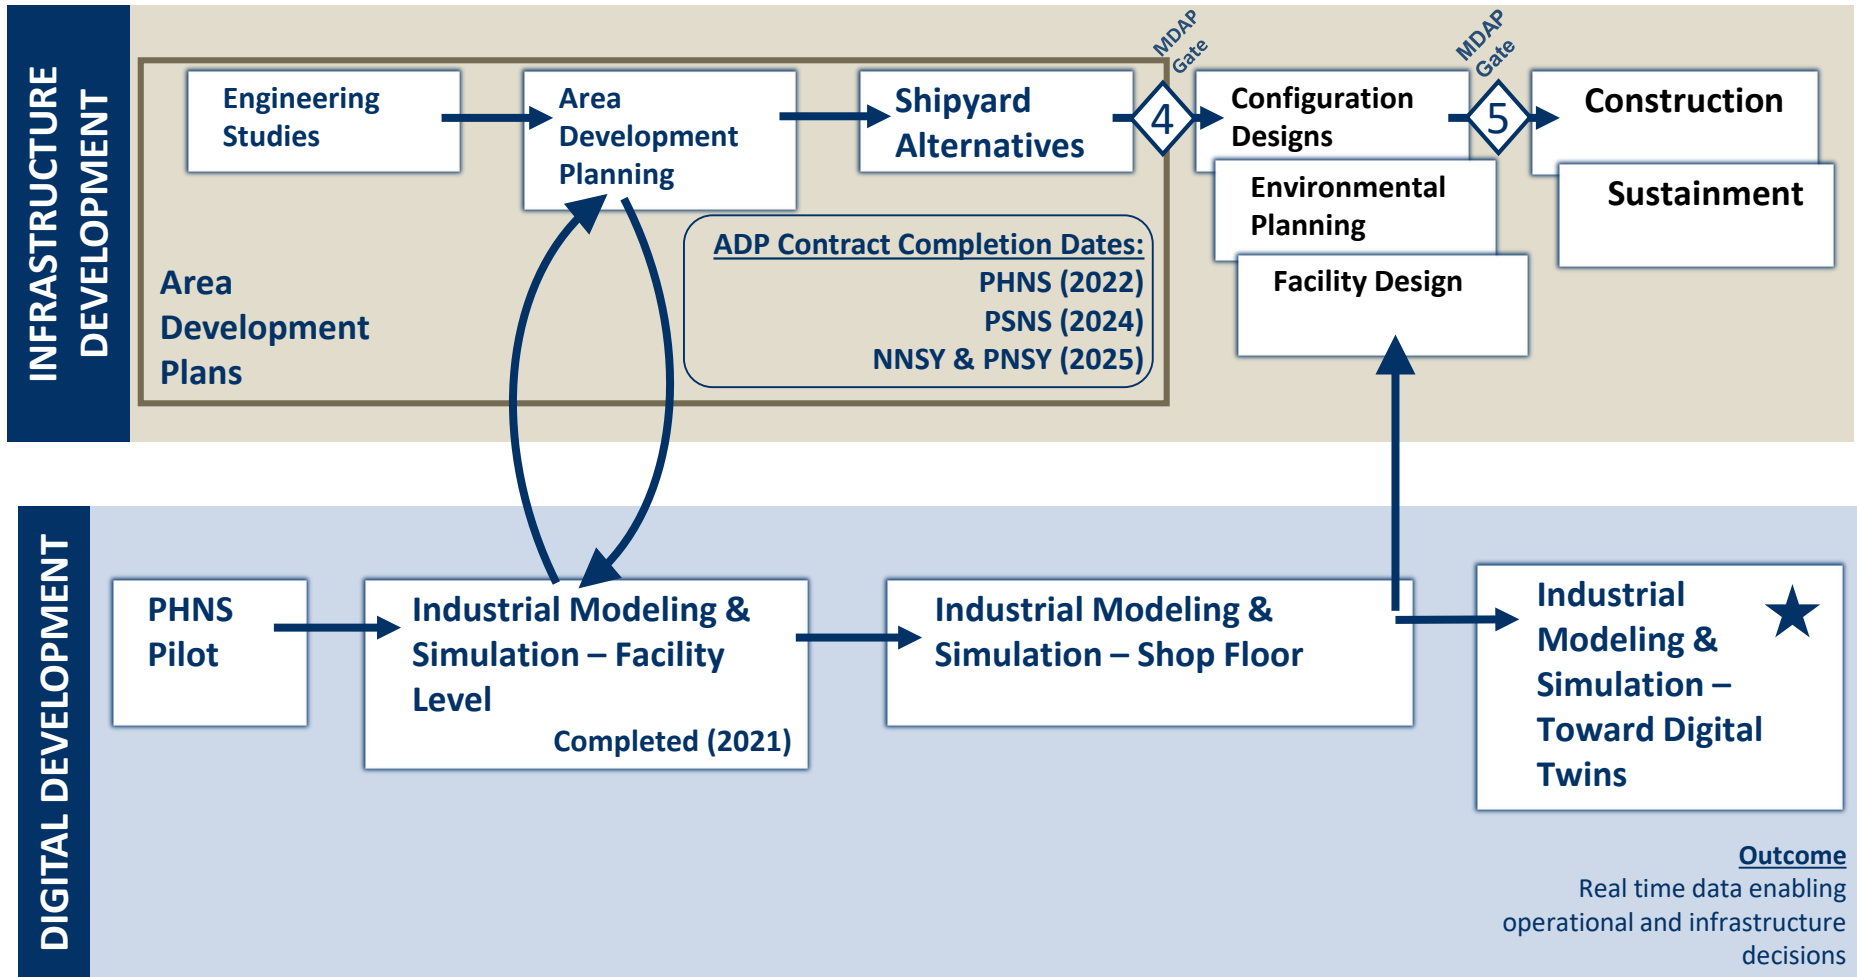 INFRASTRUCTURE
DEVELOPMENT
Engineering
Studies
Area
Development
Planning
Shipyard
Alternatives
MDAP
Gate
4
Configuration
Designs
Environmental
Planning
Facility Design
MDAP
Gate
5
Construction
Sustainment
Area
Development
Plans
ADP Contract Completion Dates:
PHNS (2022)
PSNS (2024)
NNSY & PNSY (2025)
DIGITAL DEVELOPMENT
PHNS
Pilot
Industrial Modeling &
Simulation – Facility
Level
Completed (2021)
Industrial Modeling &
Simulation – Shop Floor
Industrial
Modeling &
Simulation –
Toward Digital
Twins
Outcome
Real time data enabling
operational and infrastructure
decisions